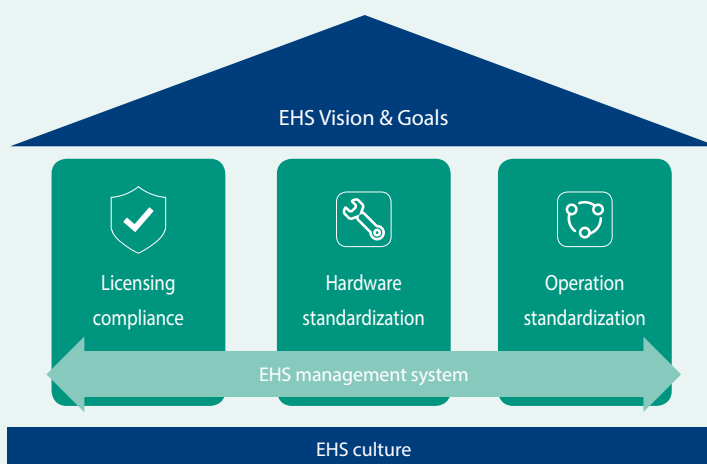 EHS Vision & Goals
Licensing
compliance
Hardware
standardization
Operation
standardization
EHS management system
EHS culture